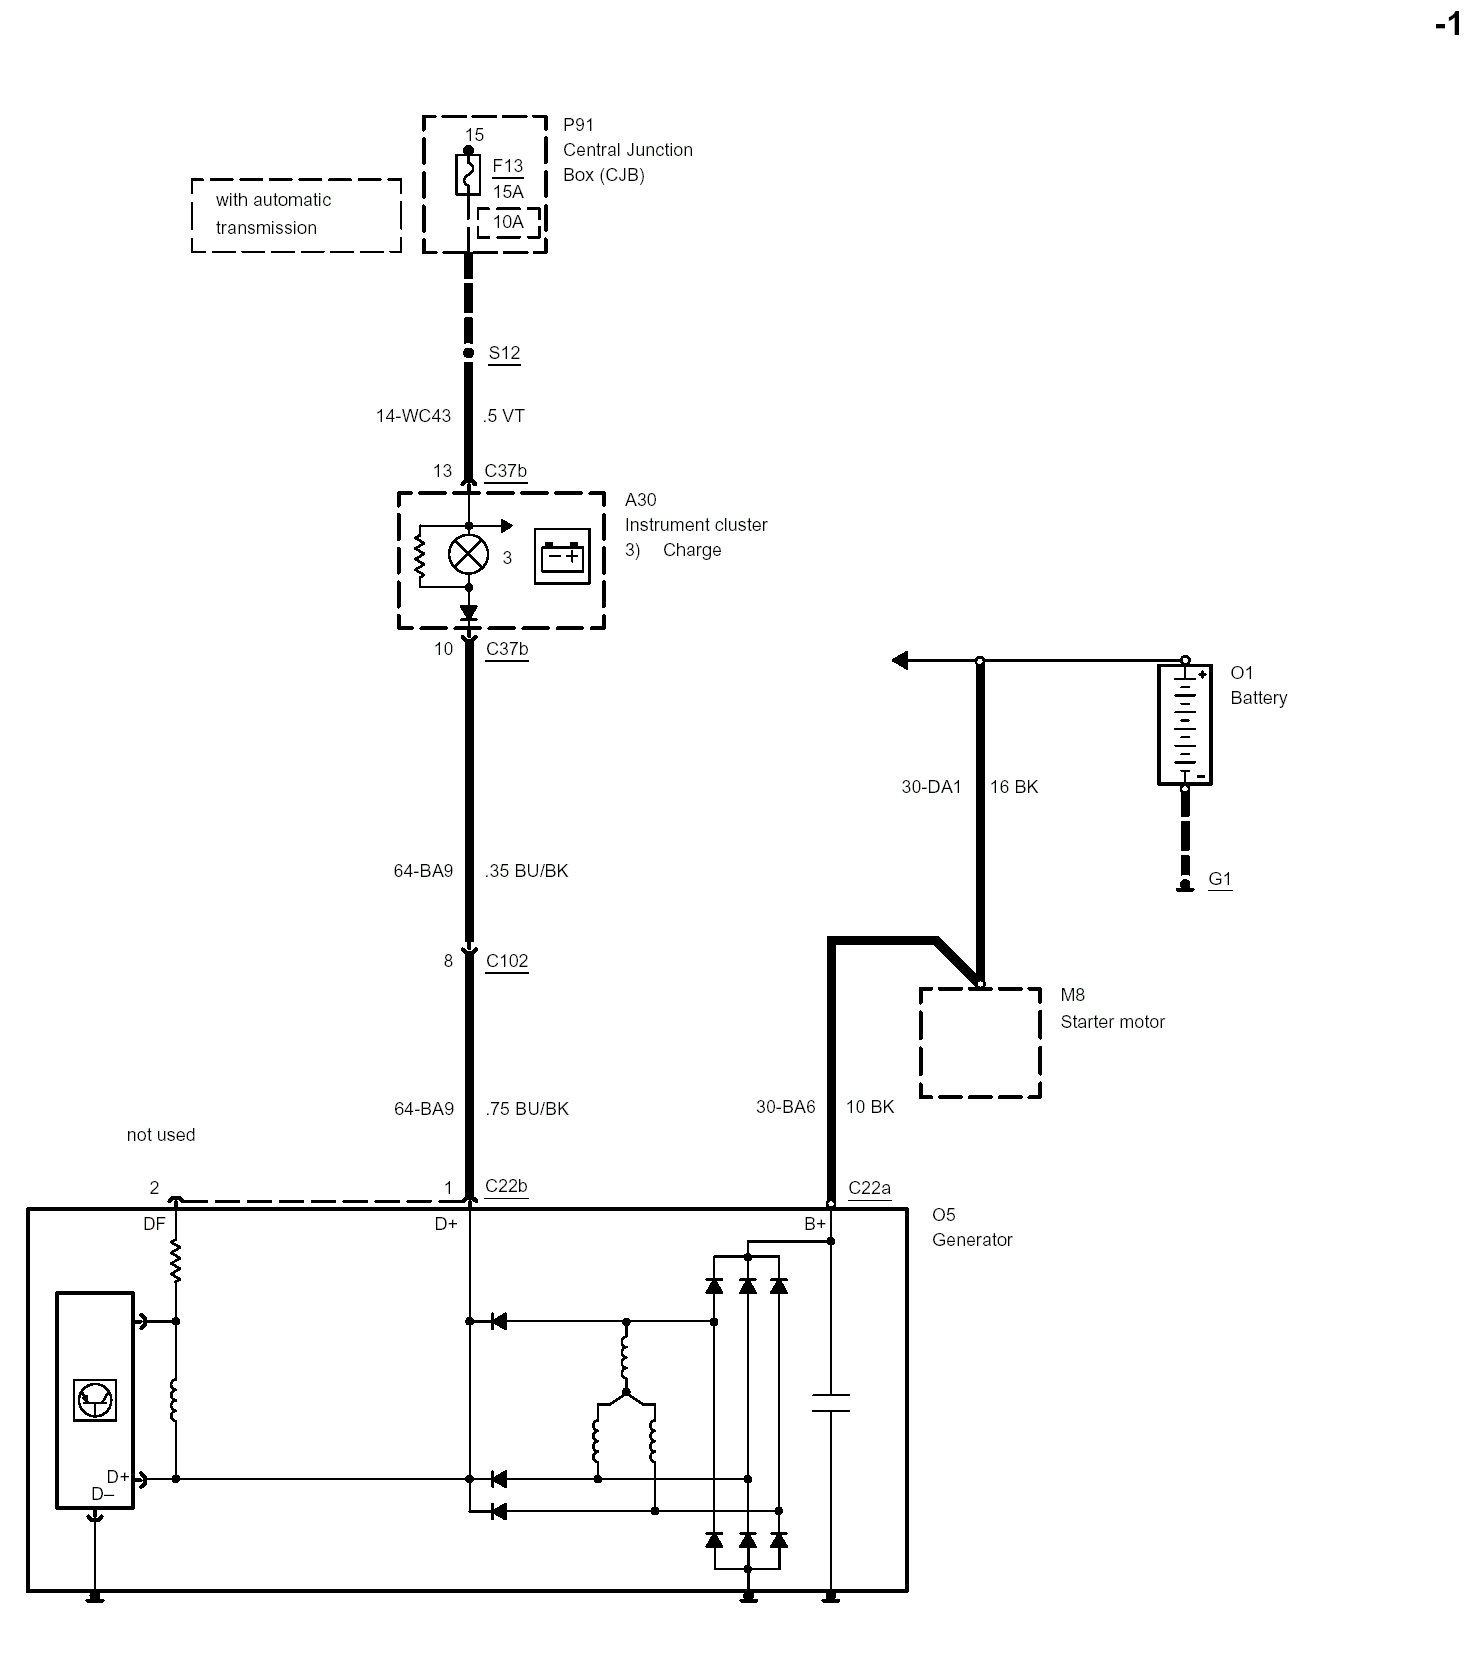 -1
15
F13
15A
10A
P91
Central Junction
Box (CJB)
with automatic
transmission
S12
14-WC43 .5 VT
13 C37b
A30
Instrument cluster
3) Charge
3
− +
10 C37b
O1
Battery
+
-
30-DA1 16 BK
64-BA9 .35 BU/BK
G1
8 C102
M8
Starter motor
64-BA9 .75 BU/BK
30-BA6 10 BK
not used
2 1 C22b C22a
DF D+ B+
O5
Generator
D+
D–